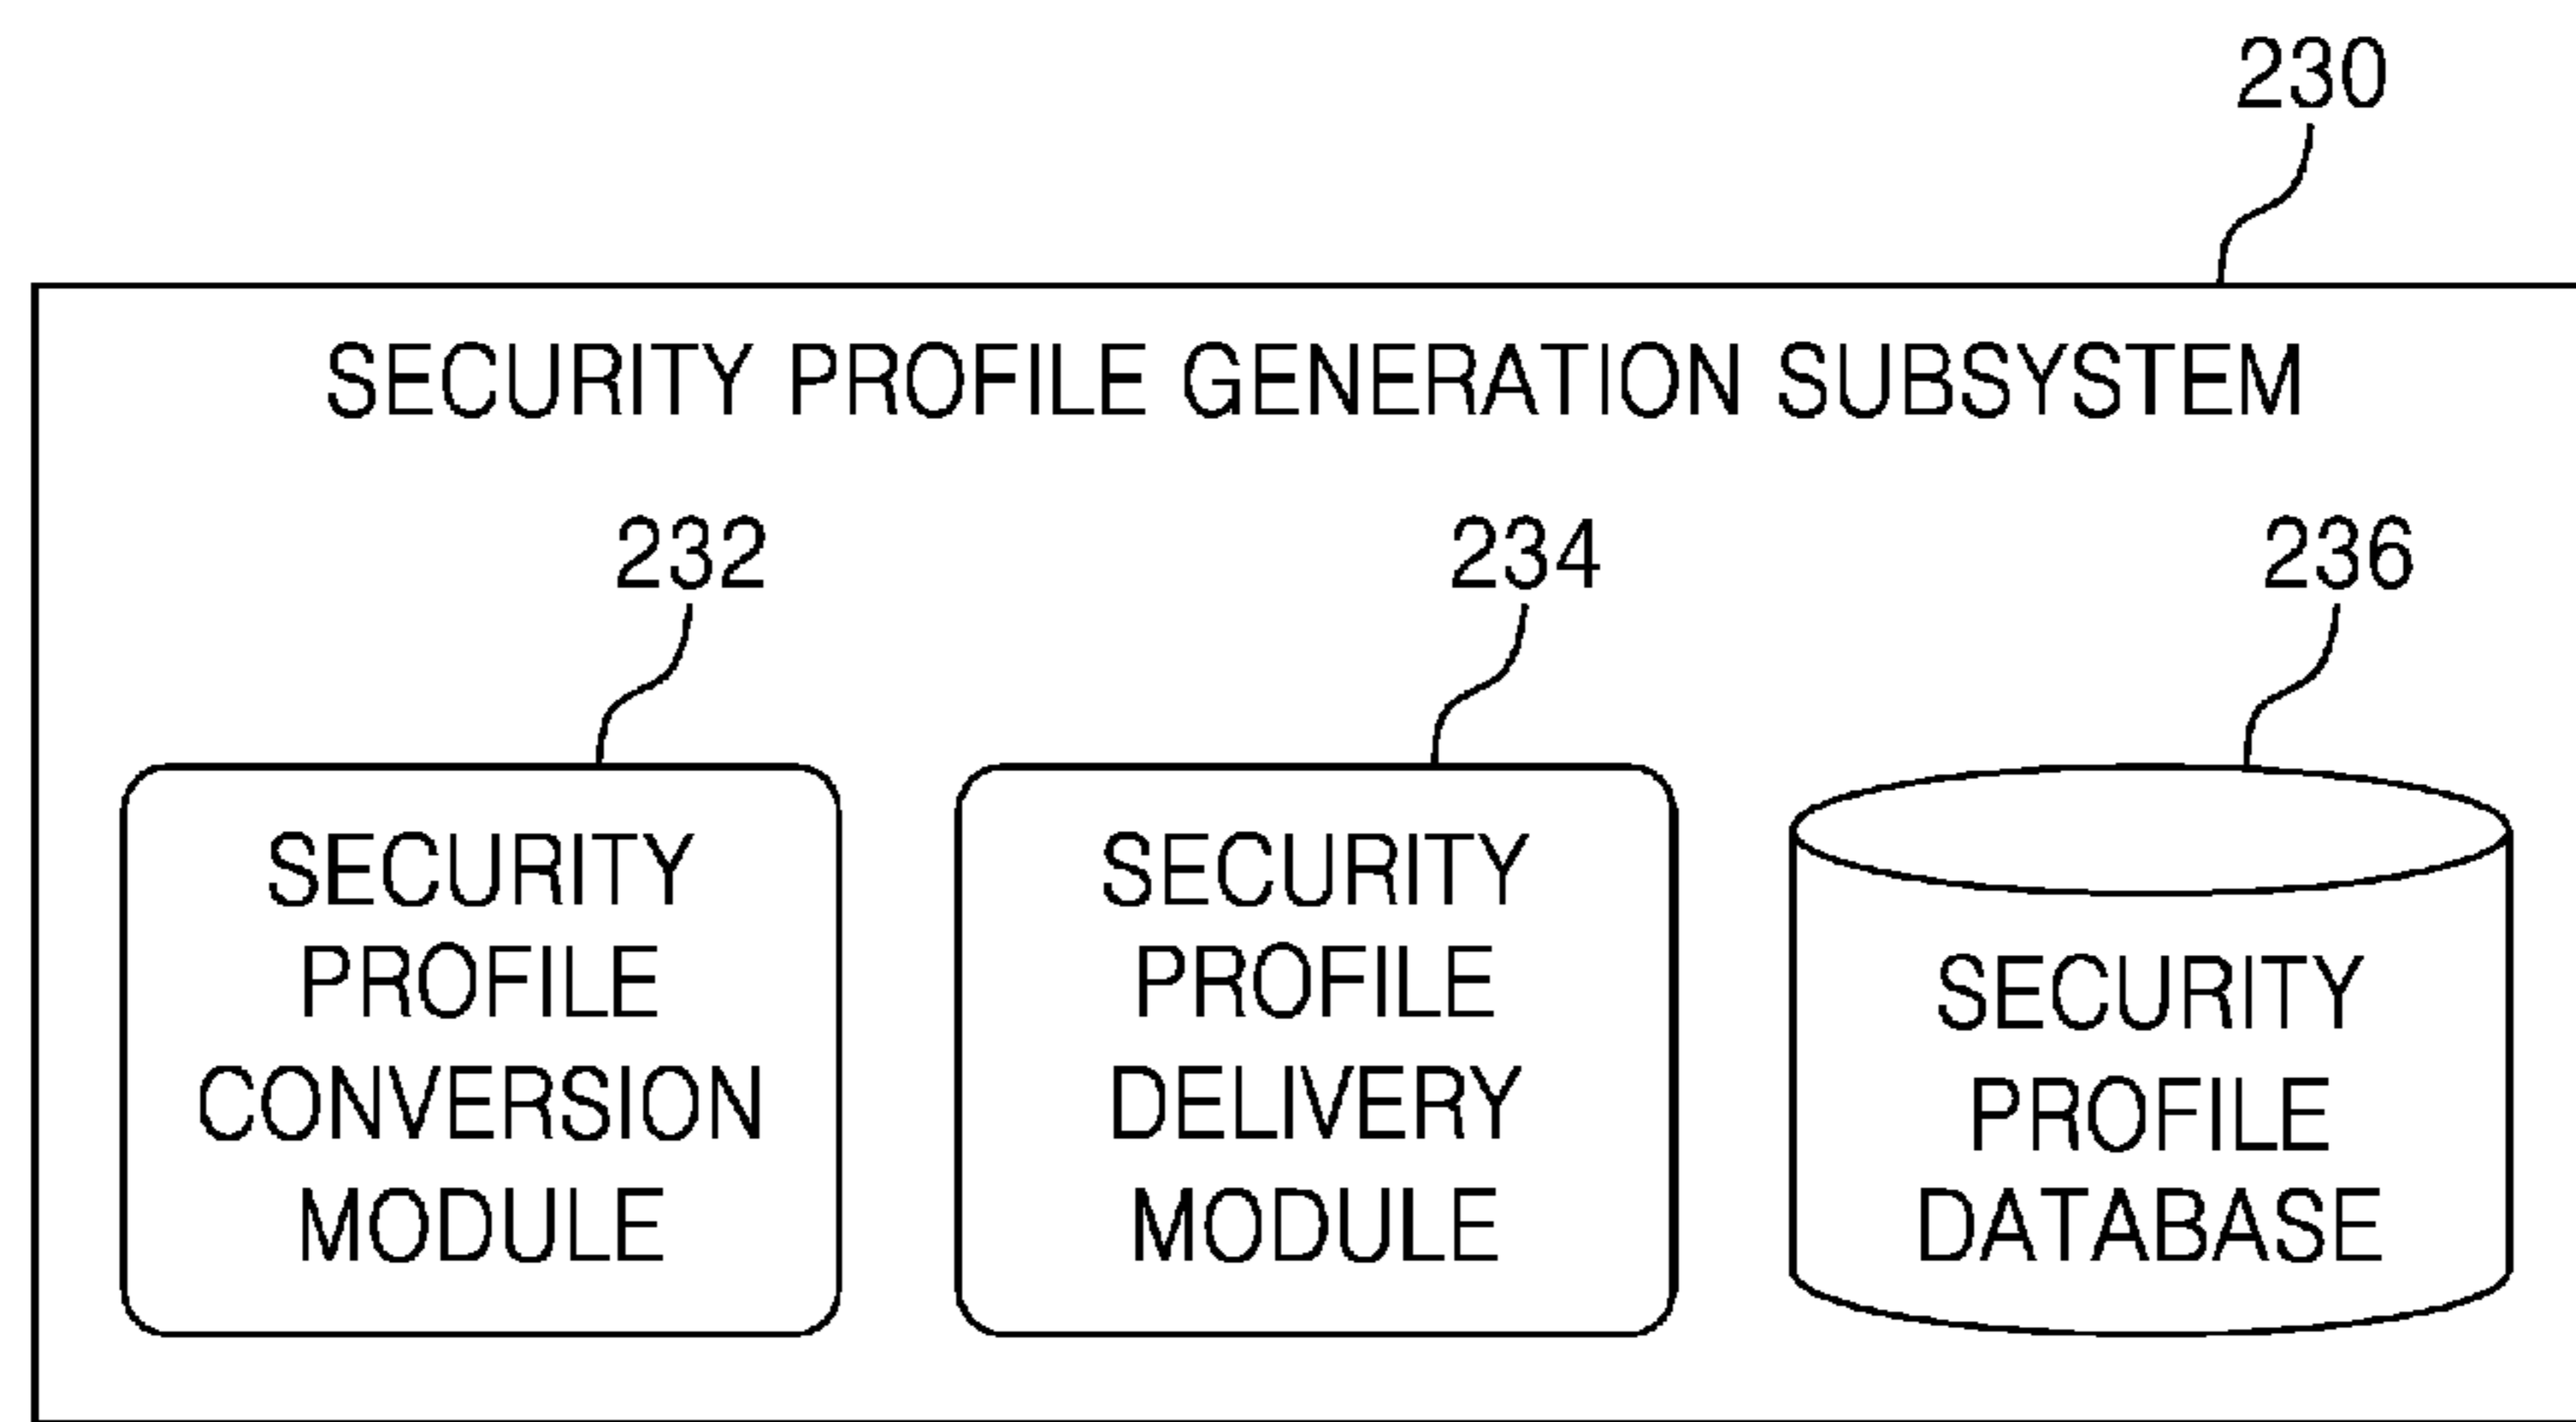 230
SECURITY PROFILE GENERATION SUBSYSTEM
232
234
236
SECURITY
PROFILE
CONVERSION
MODULE
SECURITY
PROFILE
DELIVERY
MODULE
SECURITY
PROFILE
DATABASE